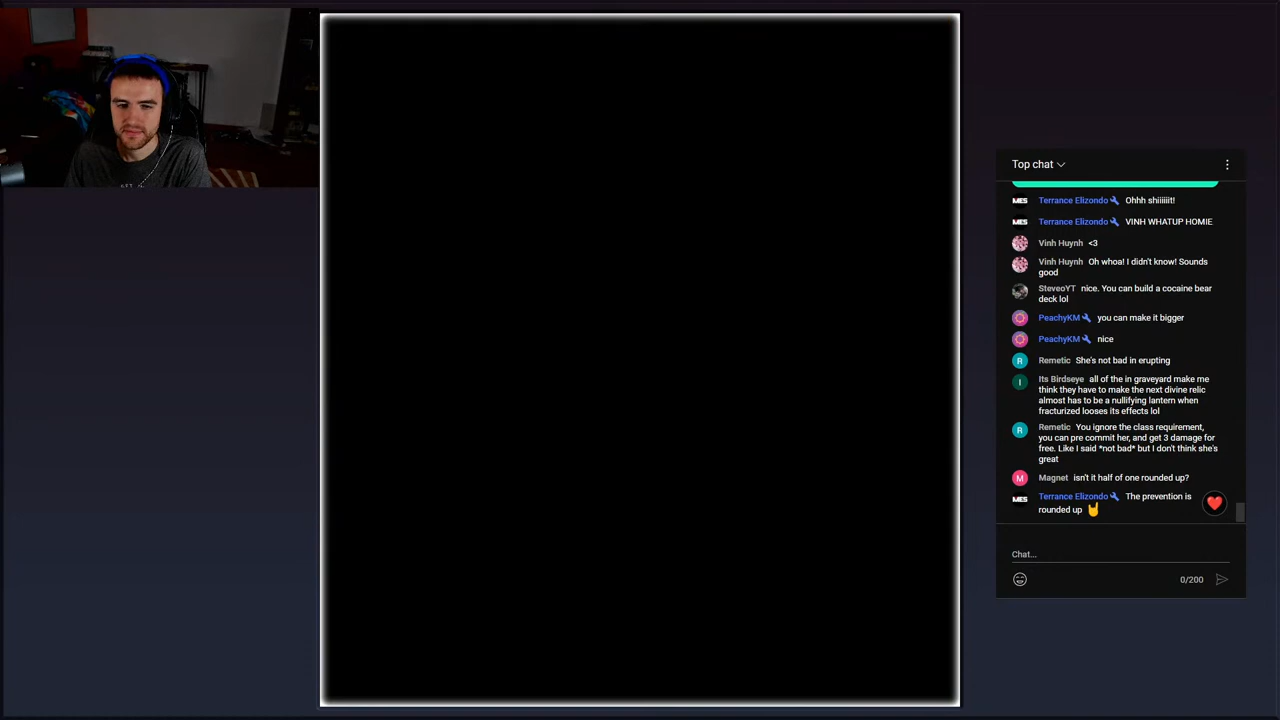 Top chat
MES Terrance Elizondo Ohhh shiiiiiit!
MES Terrance Elizondo VINH WHATUP HOMIE
Vinh Huynh <3
Vinh Huynh Oh whoa! I didn't know! Sounds
good
SteveoYT nice. You can build a cocaine bear
deck lol
PeachyKM you can make it bigger
PeachyKM nice
R Remetic She's not bad in erupting
I Its Birdseye all of the in graveyard make me
think they have to make the next divine relic
almost has to be a nullifying lantern when
fracturized looses its effects lol
R Remetic You ignore the class requirement,
you can pre commit her, and get 3 damage for
free. Like I said *not bad* but I don't think she's
great
M Magnet isn't it half of one rounded up?
MES Terrance Elizondo The prevention is
rounded up 🤘
Chat...
0/200